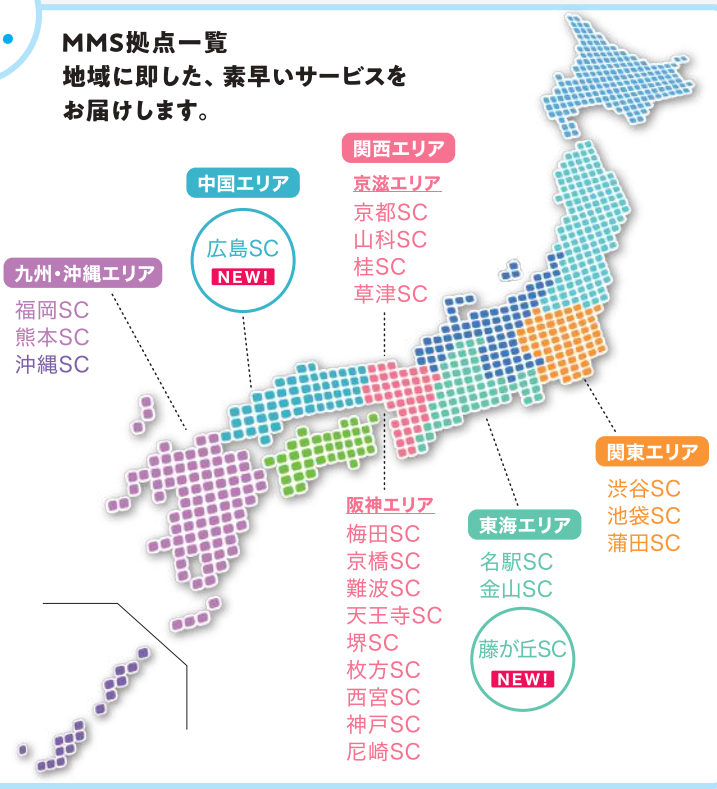 MMS拠点一覧
地域に即した、素早いサービスを
お届けします。
関西エリア
京滋エリア
京都SC
山科SC
桂SC
草津SC
中国エリア
広島SC
NEW!
九州・沖縄エリア
福岡SC
熊本SC
沖縄SC
関東エリア
渋谷SC
池袋SC
蒲田SC
阪神エリア
梅田SC
京橋SC
難波SC
天王寺SC
堺SC
枚方SC
西宮SC
神戸SC
尼崎SC
東海エリア
名駅SC
金山SC
藤が丘SC
NEW!